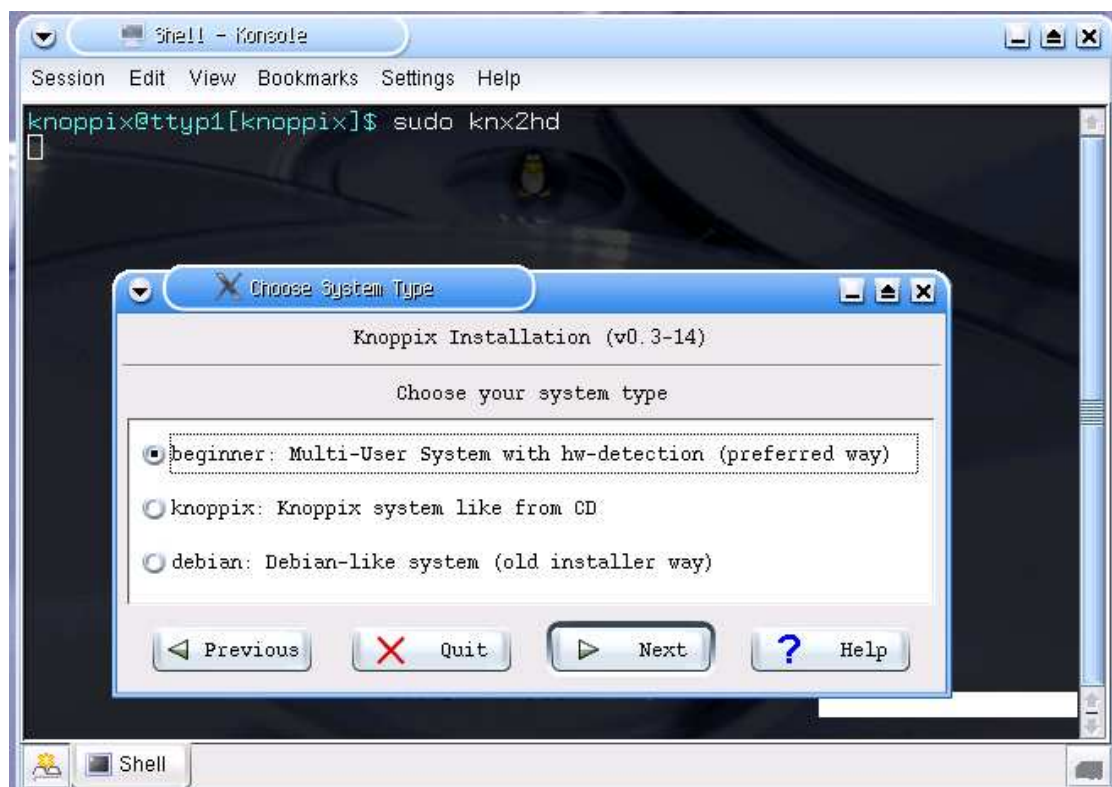 Shell - Konsole
Session Edit View Bookmarks Settings Help
knoppix@ttyp1[knoppix]$ sudo knx2hd
Choose System Type
Knoppix Installation (v0.3-14)
Choose your system type
beginner: Multi-User System with hw-detection (preferred way)
knoppix: Knoppix system like from CD
debian: Debian-like system (old installer way)
Previous Quit Next ? Help
Shell